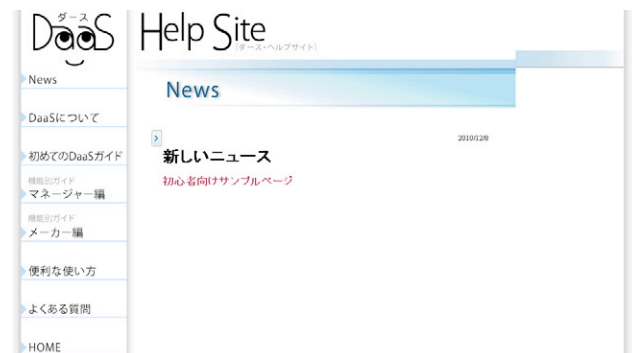 ダース
DaaS
Help Site
(ダース・ヘルプサイト)
News
DaaSについて
初めてのDaaSガイド
機能別ガイド
マネージャー編
機能別ガイド
メーカー編
便利な使い方
よくある質問
HOME
News
2010/12/8
新しいニュース
初心者向けサンプルページ